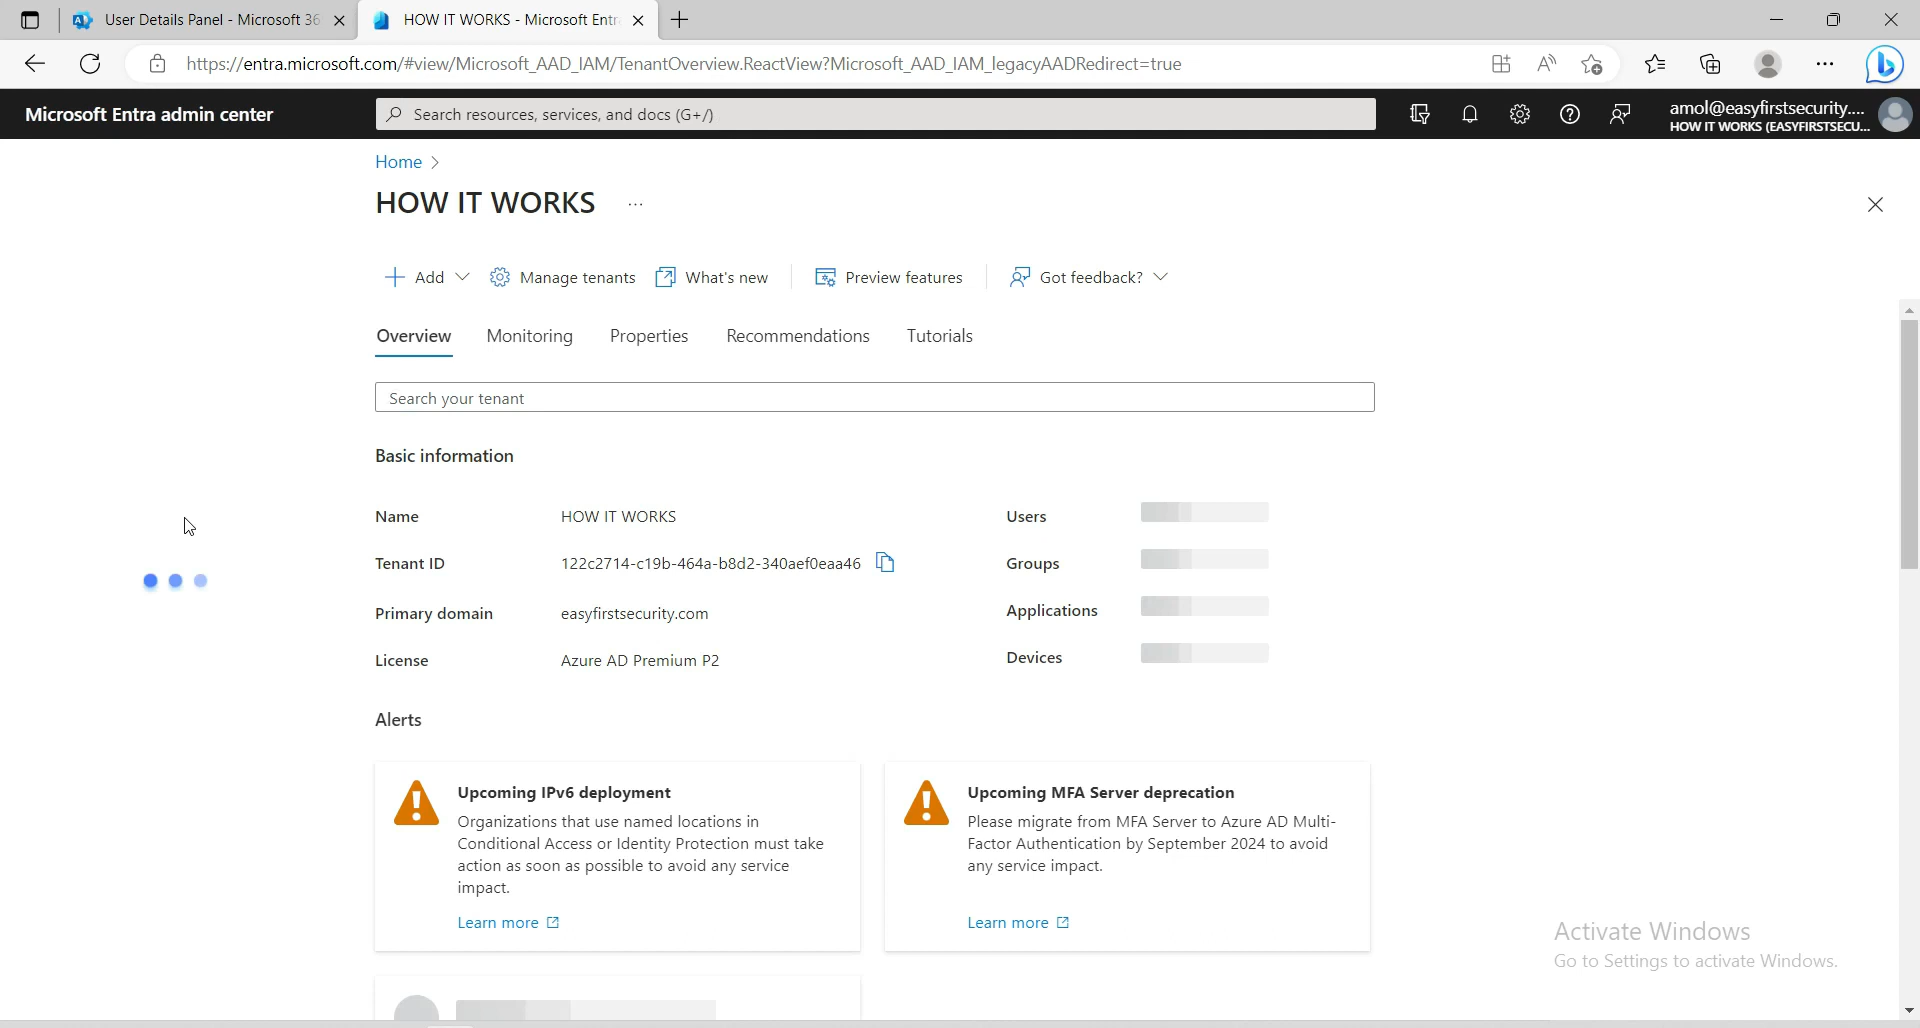 User Details Panel - Microsoft 36
HOW IT WORKS - Microsoft Entr
https://entra.microsoft.com/#view/Microsoft_AAD_IAM/TenantOverview.ReactView?Microsoft_AAD_IAM_legacyAADRedirect=true
Microsoft Entra admin center
Search resources, services, and docs (G+/)
amol@easyfirstsecurity....
HOW IT WORKS (EASYFIRSTSECU...
Home >
HOW IT WORKS ...
Add
Manage tenants
What's new
Preview features
Got feedback?
Overview
Monitoring
Properties
Recommendations
Tutorials
Search your tenant
Basic information
Name HOW IT WORKS
Users
Tenant ID 122c2714-c19b-464a-b8d2-340aef0eaa46
Groups
Primary domain easyfirstsecurity.com
Applications
License Azure AD Premium P2
Devices
Alerts
Upcoming IPv6 deployment
Organizations that use named locations in
Conditional Access or Identity Protection must take
action as soon as possible to avoid any service
impact.
Learn more
Upcoming MFA Server deprecation
Please migrate from MFA Server to Azure AD Multi-
Factor Authentication by September 2024 to avoid
any service impact.
Learn more
Activate Windows
Go to Settings to activate Windows.